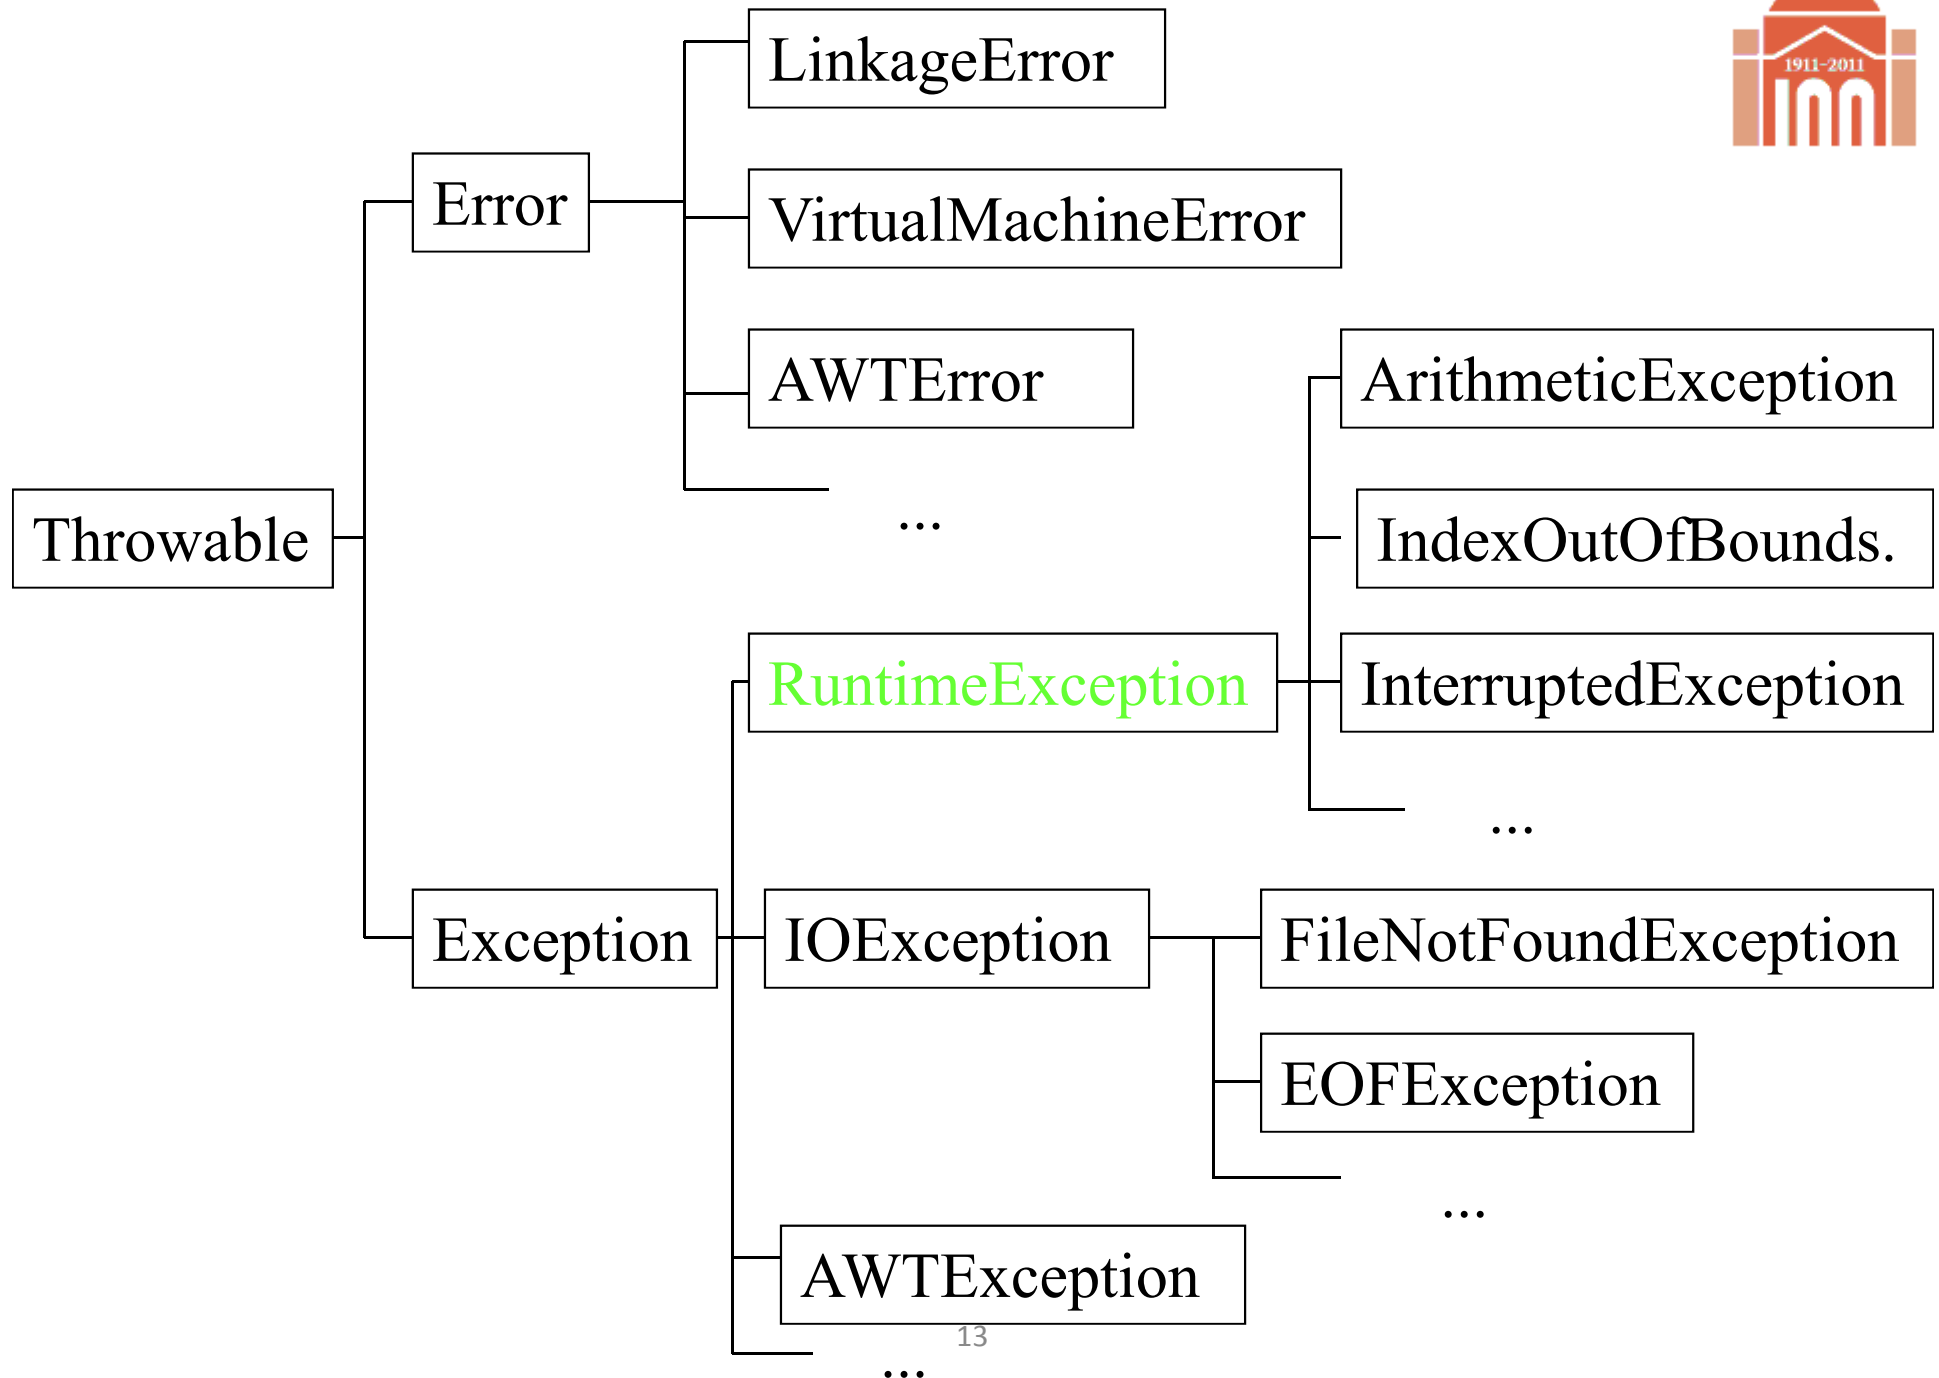 LinkageError
1911-2011
Error
VirtualMachineError
AWTError
ArithmeticException
...
Throwable
IndexOutOfBounds.
RuntimeException
InterruptedException
...
Exception
IOException
FileNotFoundException
EOFException
...
AWTException
13
...